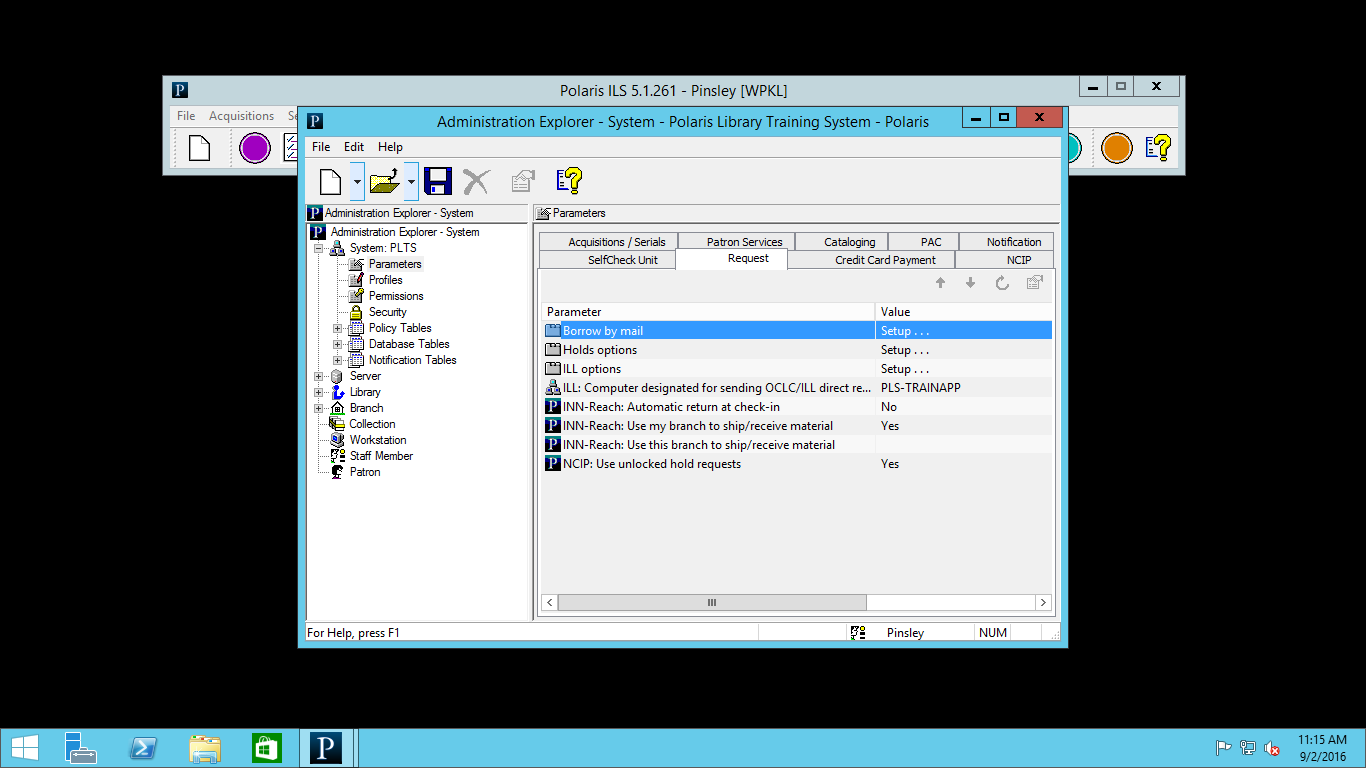 Polaris ILS 5.1.261 - Pinsley [WPKL]
File Acquisitions
Administration Explorer - System - Polaris Library Training System - Polaris
File Edit Help
Administration Explorer - System
Parameters
Administration Explorer - System
System: PLTS
Parameters
Profiles
Permissions
Security
Policy Tables
Database Tables
Notification Tables
Server
Library
Branch
Collection
Workstation
Staff Member
Patron
Acquisitions / Serials Patron Services Cataloging PAC Notification
SelfCheck Unit Request Credit Card Payment NCIP
Parameter Value
Borrow by mail Setup . . .
Holds options Setup . . .
ILL options Setup . . .
ILL: Computer designated for sending OCLC/ILL direct re... PLS-TRAINAPP
INN-Reach: Automatic return at check-in No
INN-Reach: Use my branch to ship/receive material Yes
INN-Reach: Use this branch to ship/receive material
NCIP: Use unlocked hold requests Yes
For Help, press F1 Pinsley NUM
11:15 AM
9/2/2016